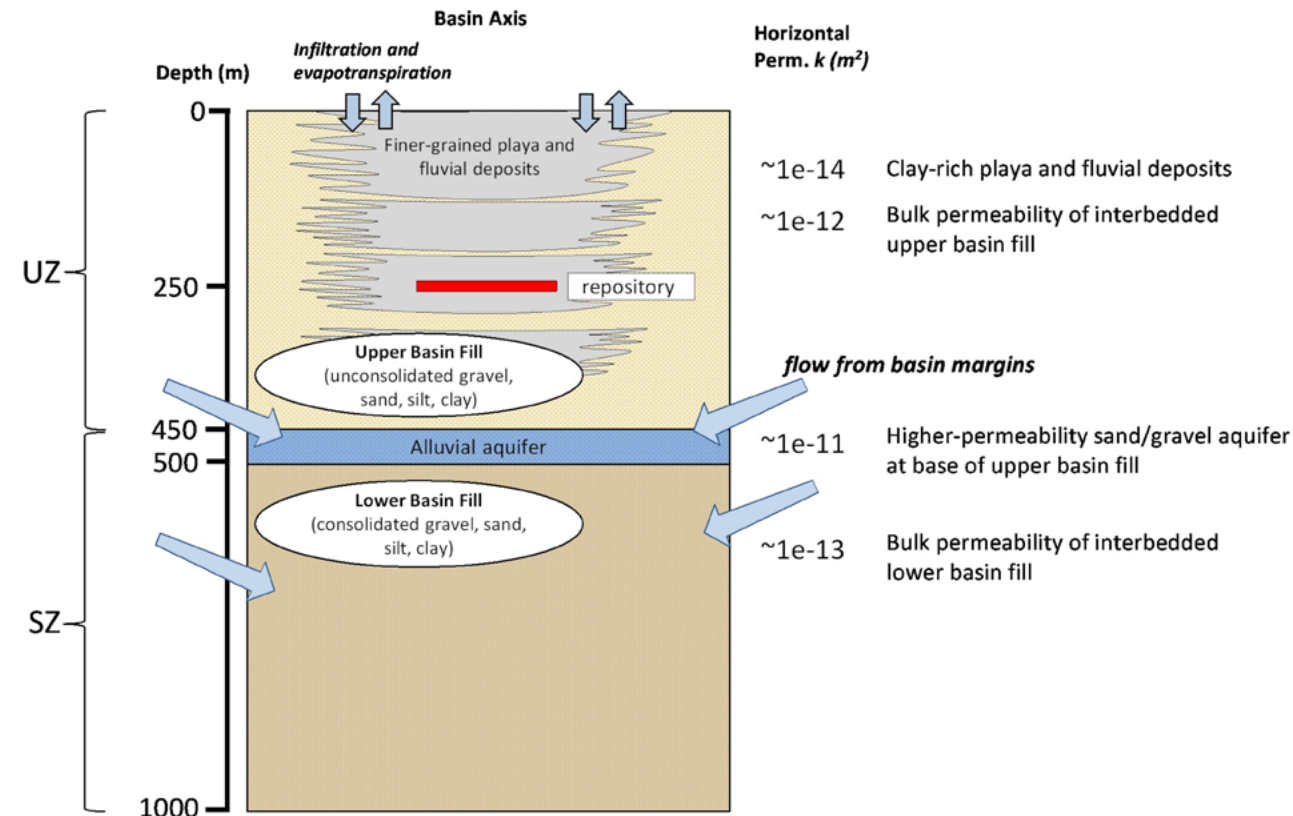 Basin Axis
Infiltration and
evapotranspiration
Horizontal
Perm. k (m²)
Depth (m)
0
Finer-grained playa and
fluvial deposits
~1e-14 Clay-rich playa and fluvial deposits
~1e-12 Bulk permeability of interbedded
upper basin fill
UZ
250
repository
Upper Basin Fill
(unconsolidated gravel,
sand, silt, clay)
flow from basin margins
450
Alluvial aquifer
500
~1e-11 Higher-permeability sand/gravel aquifer
at base of upper basin fill
Lower Basin Fill
(consolidated gravel, sand,
silt, clay)
~1e-13 Bulk permeability of interbedded
lower basin fill
SZ
1000